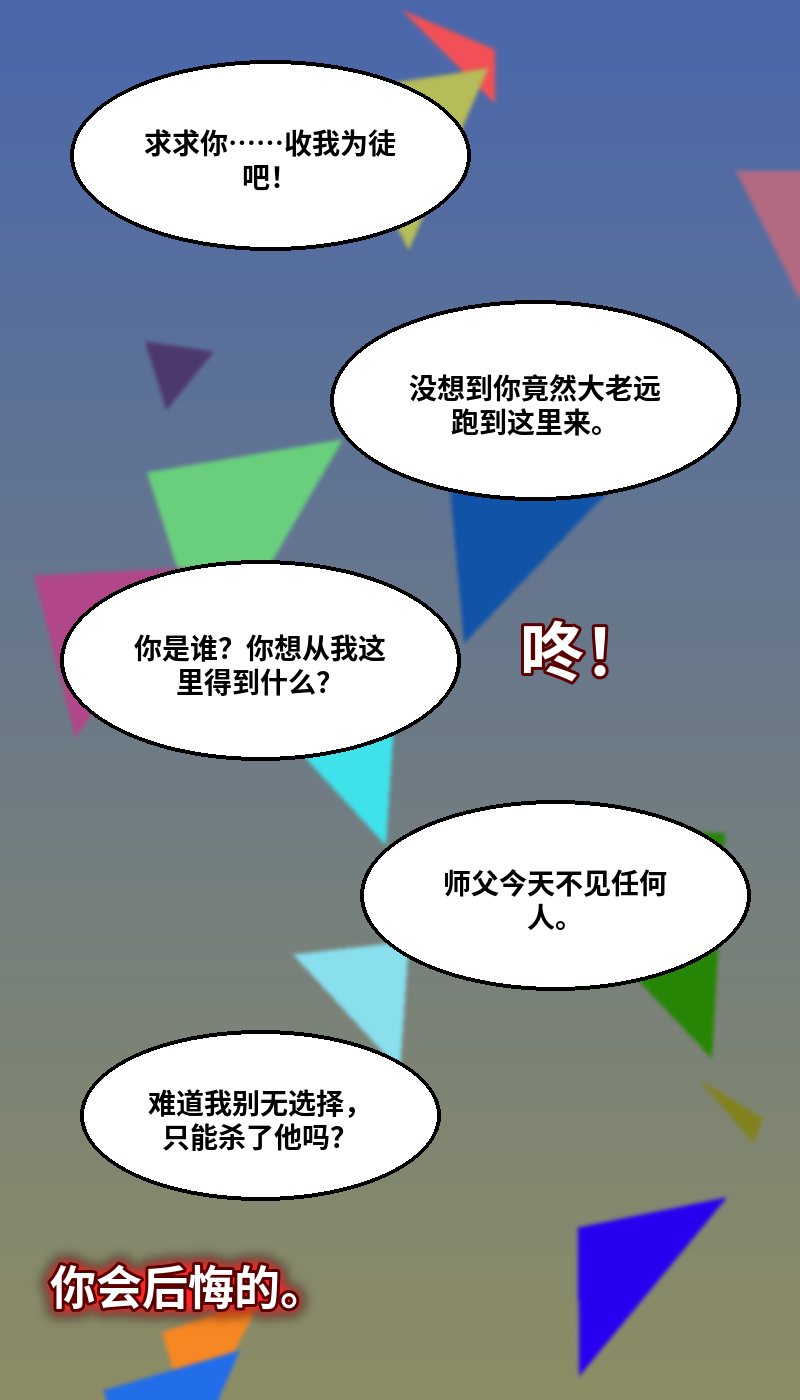 求求你……收我为徒
吧！
没想到你竟然大老远
跑到这里来。
你是谁？你想从我这
里得到什么？
咚！
师父今天不见任何
人。
难道我别无选择，
只能杀了他吗？
你会后悔的。